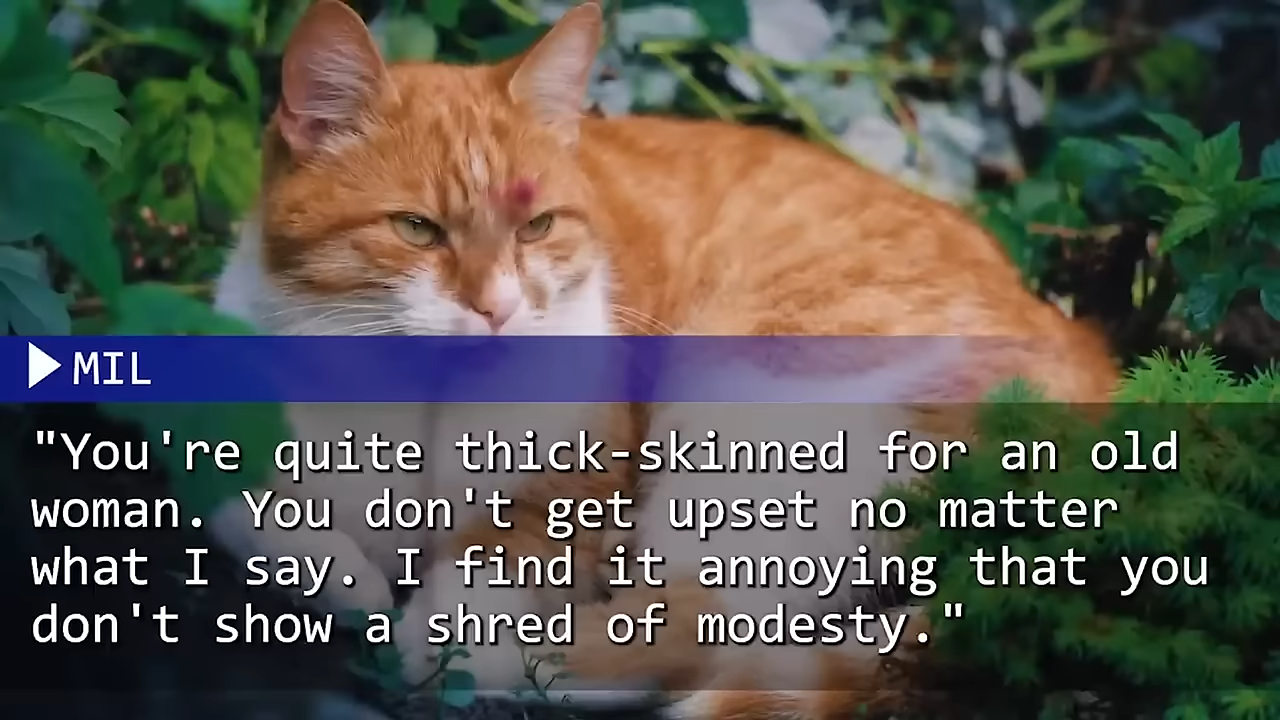 MIL
"You're quite thick-skinned for an old
woman. You don't get upset no matter
what I say. I find it annoying that you
don't show a shred of modesty."